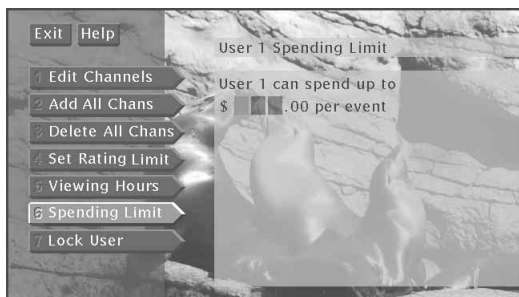 Exit Help
User 1 Spending Limit
1 Edit Channels
2 Add All Chans
3 Delete All Chans
4 Set Rating Limit
5 Viewing Hours
6 Spending Limit
7 Lock User
User 1 can spend up to
$ .00 per event